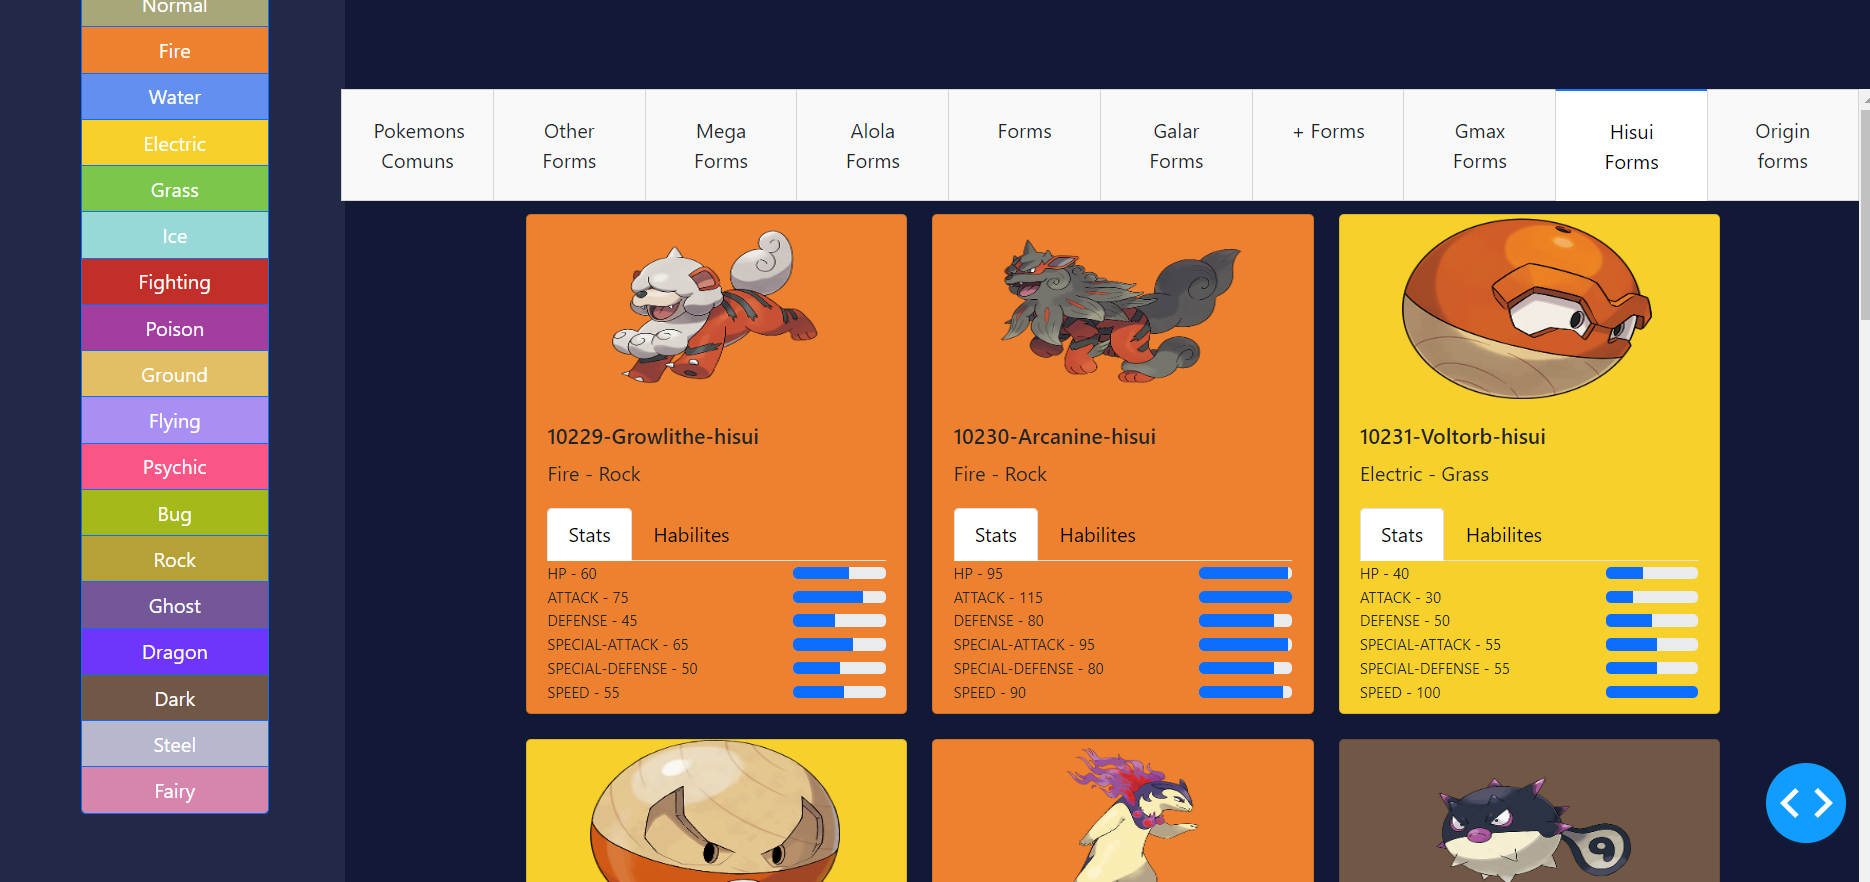 Normal
Fire
Water
Electric
Grass
Ice
Fighting
Poison
Ground
Flying
Psychic
Bug
Rock
Ghost
Dragon
Dark
Steel
Fairy
Pokemons
Comuns
Other
Forms
Mega
Forms
Alola
Forms
Forms
Galar
Forms
+ Forms
Gmax
Forms
Hisui
Forms
Origin
forms
10229-Growlithe-hisui
Fire - Rock
Stats Habilites
HP - 60
ATTACK - 75
DEFENSE - 45
SPECIAL-ATTACK - 65
SPECIAL-DEFENSE - 50
SPEED - 55
10230-Arcanine-hisui
Fire - Rock
Stats Habilites
HP - 95
ATTACK - 115
DEFENSE - 80
SPECIAL-ATTACK - 95
SPECIAL-DEFENSE - 80
SPEED - 90
10231-Voltorb-hisui
Electric - Grass
Stats Habilites
HP - 40
ATTACK - 30
DEFENSE - 50
SPECIAL-ATTACK - 55
SPECIAL-DEFENSE - 55
SPEED - 100